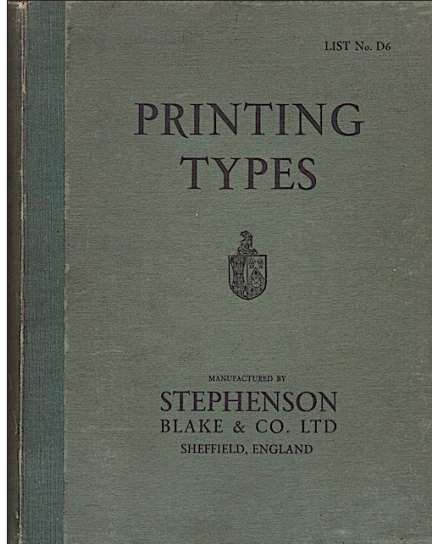 LIST No. D6
PRINTING
TYPES
MANUFACTURED BY
STEPHENSON
BLAKE & CO. LTD
SHEFFIELD, ENGLAND